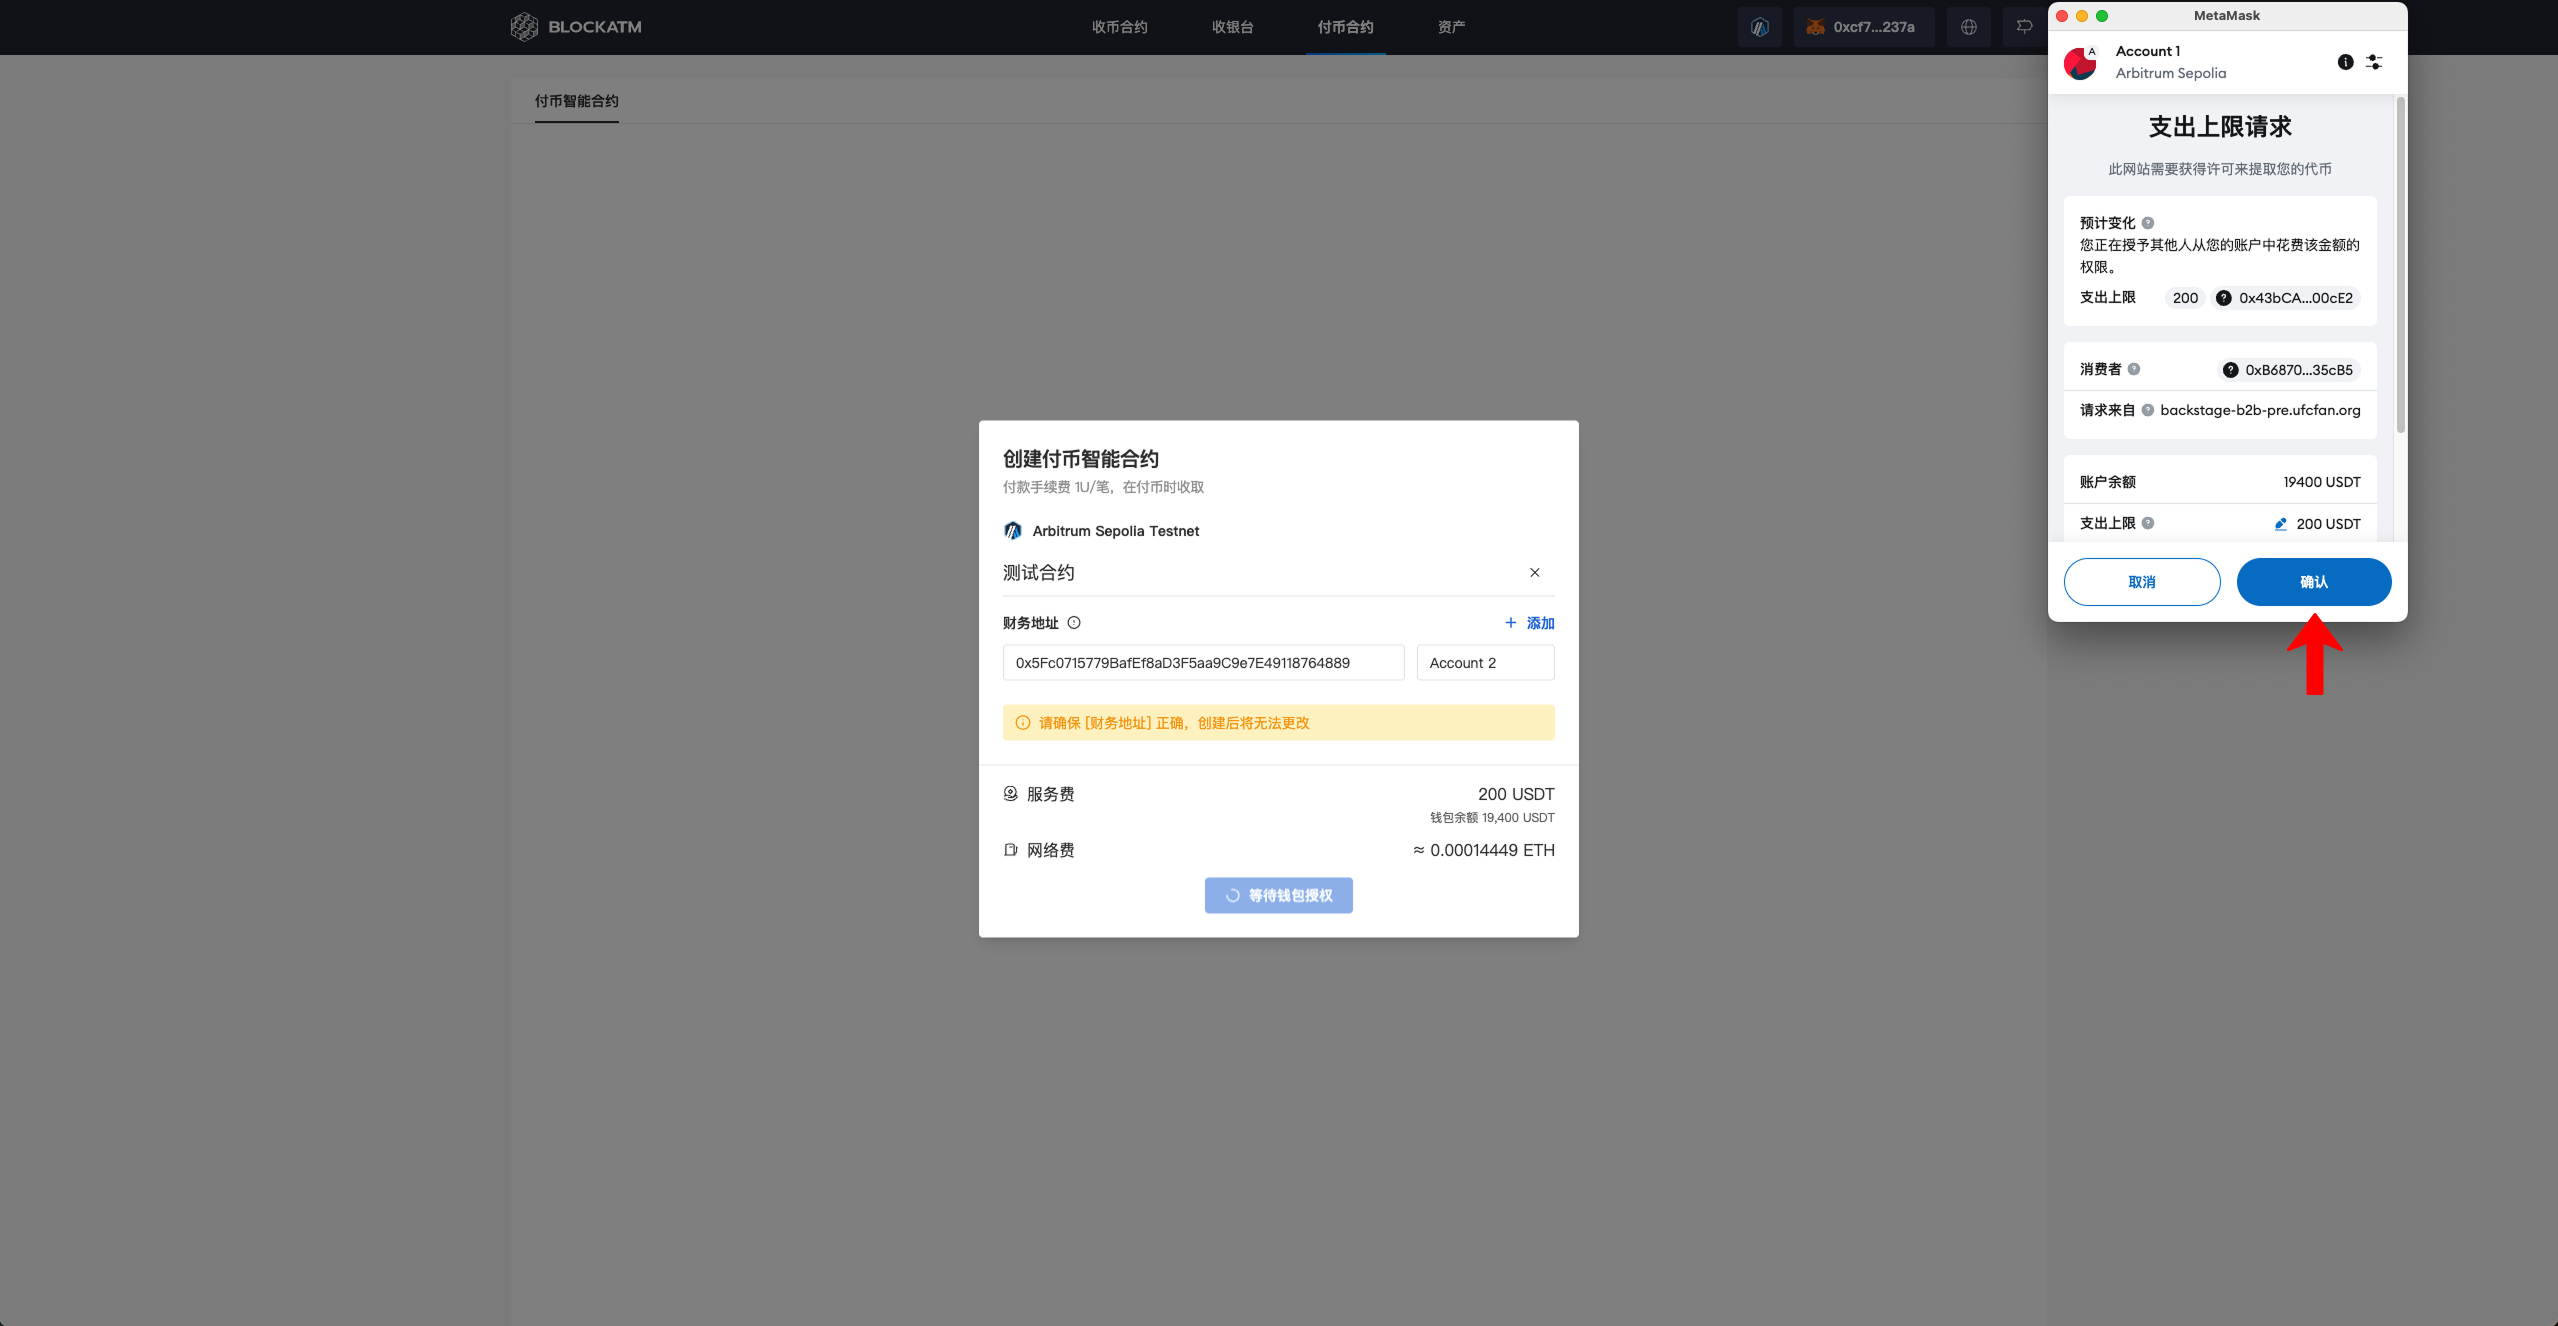 BLOCKATM
收币合约
收银台
付币合约
资产
0xcf7...237a
付币智能合约
创建付币智能合约
付款手续费 1U/笔，在付币时收取
Arbitrum Sepolia Testnet
测试合约
财务地址
添加
0x5Fc0715779BafEf8aD3F5aa9C9e7E49118764889
Account 2
请确保 [财务地址] 正确，创建后将无法更改
服务费
200 USDT
钱包余额 19,400 USDT
网络费
≈ 0.00014449 ETH
等待钱包授权
MetaMask
A
Account 1
Arbitrum Sepolia
支出上限请求
此网站需要获得许可来提取您的代币
预计变化
您正在授予其他人从您的账户中花费该金额的
权限。
支出上限
200
0x43bCA...00cE2
消费者
0xB6870...35cB5
请求来自
backstage-b2b-pre.ufcfan.org
账户余额
19400 USDT
支出上限
200 USDT
取消
确认